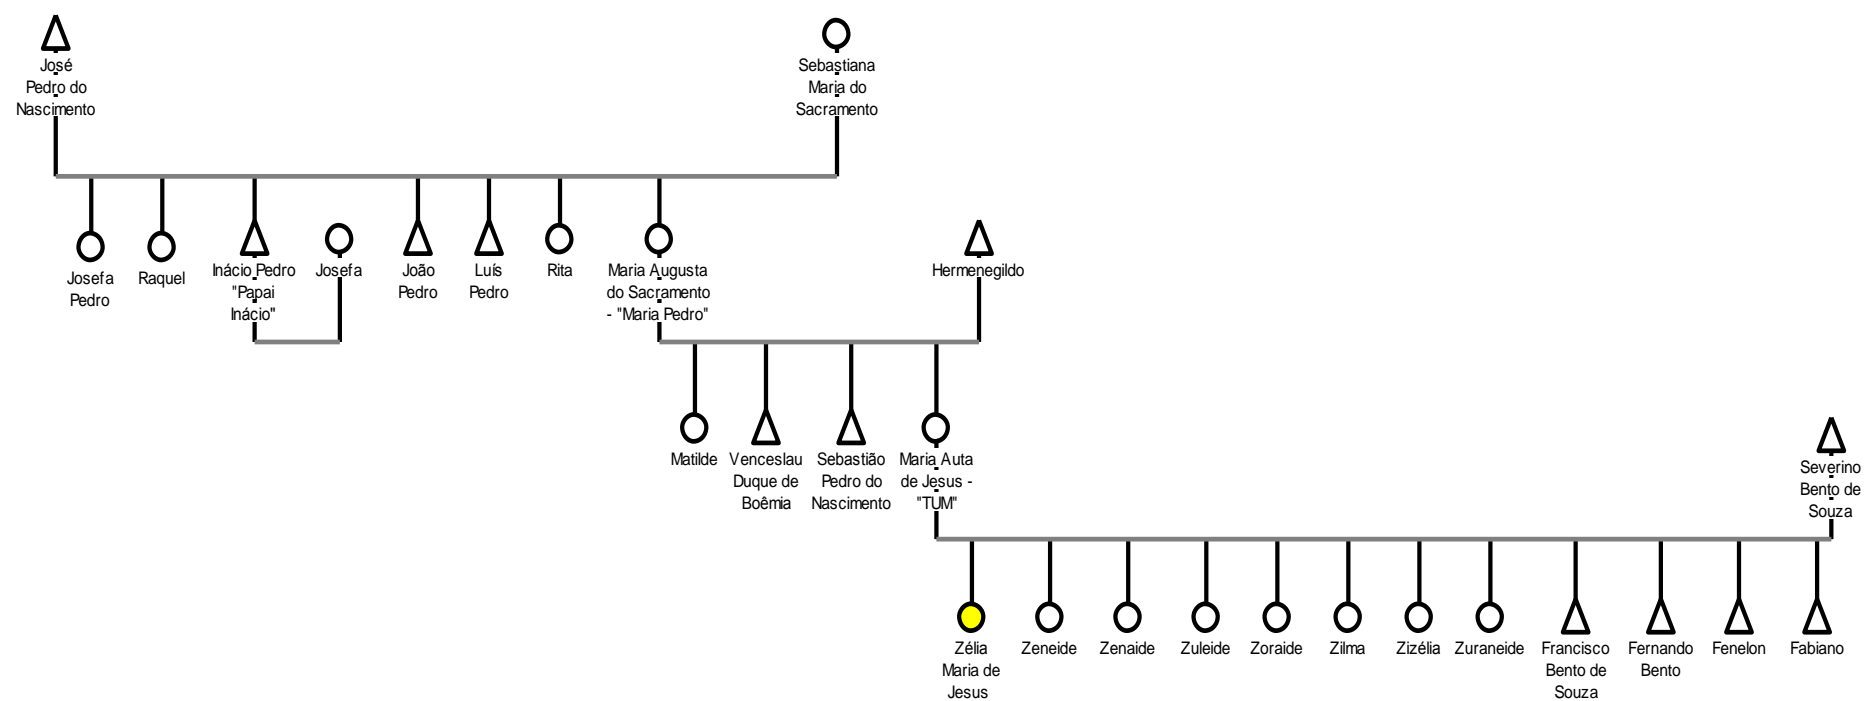 José
Pedro do
Nascimento
Sebastiana
Maria do
Sacramento
Josefa
Pedro
Raquel
Inácio Pedro
"Papai
Inácio"
Josefa
João
Pedro
Luís
Pedro
Rita
Maria Augusta
do Sacramento
- "Maria Pedro"
Hermenegildo
Matilde
Venceslau
Duque de
Boêmia
Sebastião
Pedro do
Nascimento
Maria Auta
de Jesus -
"TUM"
Severino
Bento de
Souza
Zélia
Maria de
Jesus
Zeneide
Zenaide
Zuleide
Zoraide
Zilma
Zizélia
Zuraneide
Francisco
Bento de
Souza
Fernando
Bento
Fenelon
Fabiano